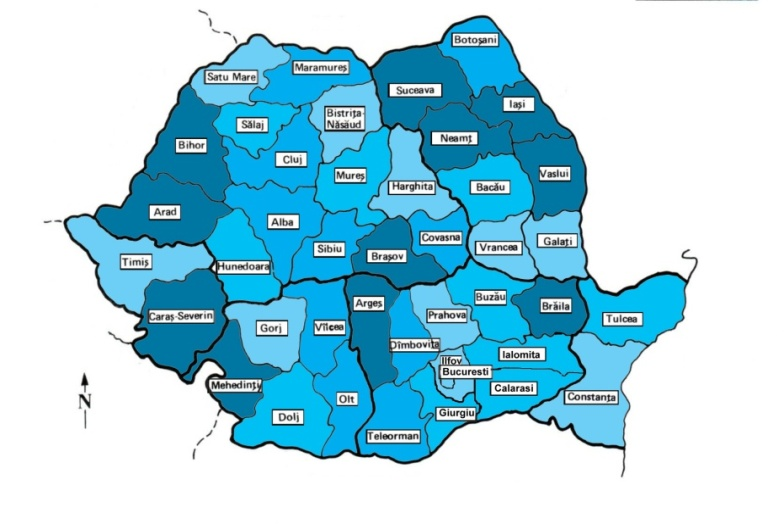 Botoşani
Satu Mare
Maramureş
Suceava
Iaşi
Sălaj
Bistriţa-
Năsăud
Neamţ
Bihor
Cluj
Mureş
Harghita
Bacău
Vaslui
Arad
Alba
Sibiu
Covasna
Vrancea
Galaţi
Timiş
Hunedoara
Braşov
Caraş-Severin
Gorj
Vîlcea
Argeş
Prahova
Buzău
Brăila
Tulcea
Dîmboviţa
Ilfov
Bucuresti
Ialomita
Mehedinţi
Calarasi
Constanţa
Dolj
Olt
Giurgiu
Teleorman
N